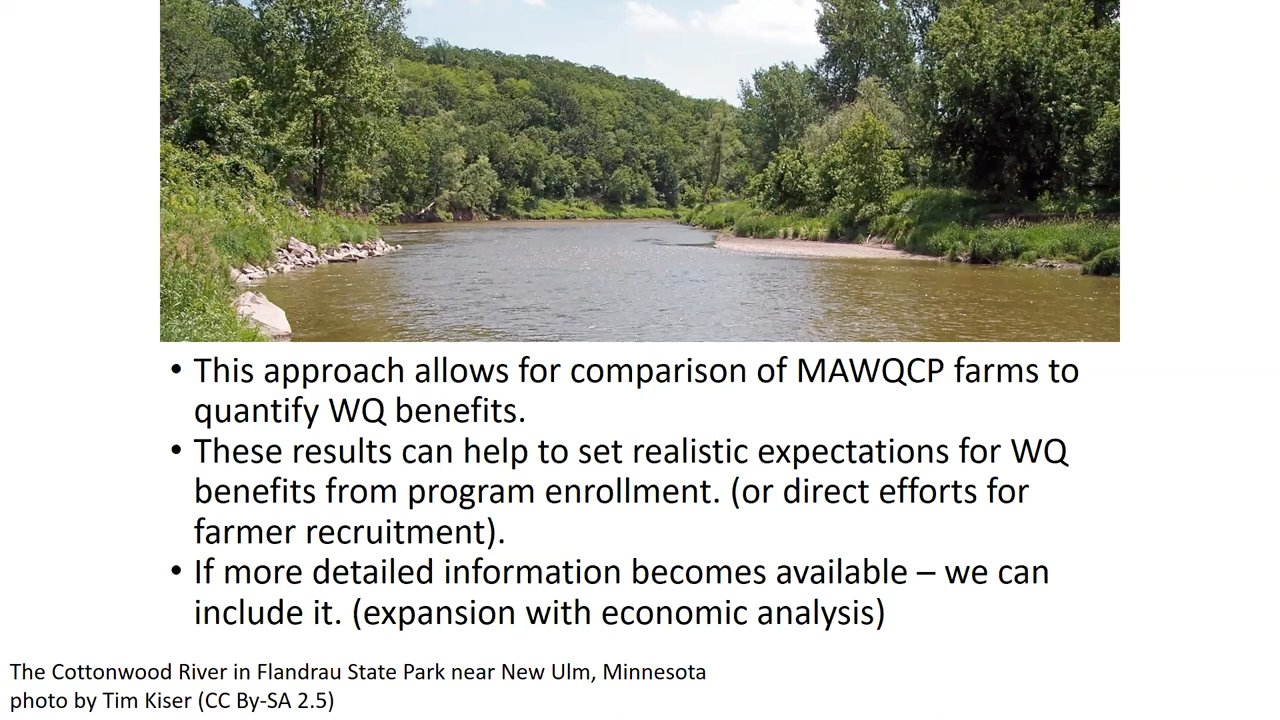 • This approach allows for comparison of MAWQCP farms to
quantify WQ benefits.
• These results can help to set realistic expectations for WQ
benefits from program enrollment. (or direct efforts for
farmer recruitment).
• If more detailed information becomes available – we can
include it. (expansion with economic analysis)
The Cottonwood River in Flandrau State Park near New Ulm, Minnesota
photo by Tim Kiser (CC By-SA 2.5)